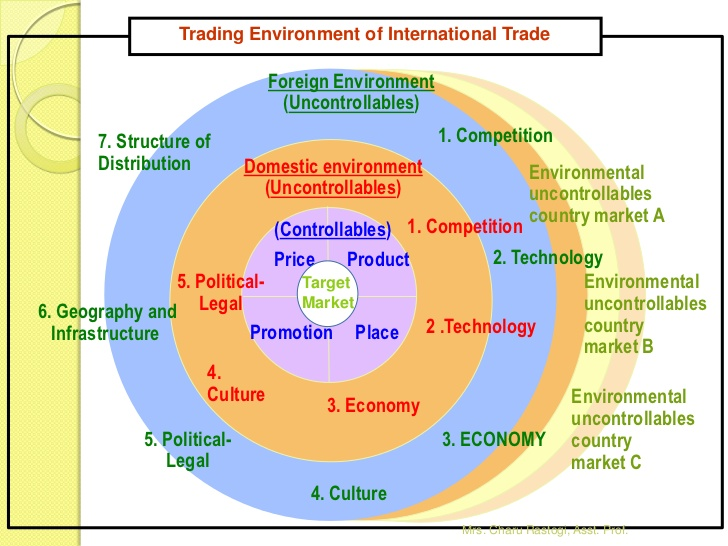 Trading Environment of International Trade
Foreign Environment
(Uncontrollables)
7. Structure of
Distribution
1. Competition
Domestic environment
(Uncontrollables)
Environmental
uncontrollables
country market A
(Controllables)
1. Competition
Price
Product
2. Technology
5. Political-
Legal
Target
Market
Environmental
uncontrollables
country
market B
6. Geography and
Infrastructure
Promotion
Place
2 .Technology
4.
Culture
3. Economy
Environmental
uncontrollables
country
market C
5. Political-
Legal
3. ECONOMY
4. Culture
Mrs. Charu Rastogi, Asst. Prof.